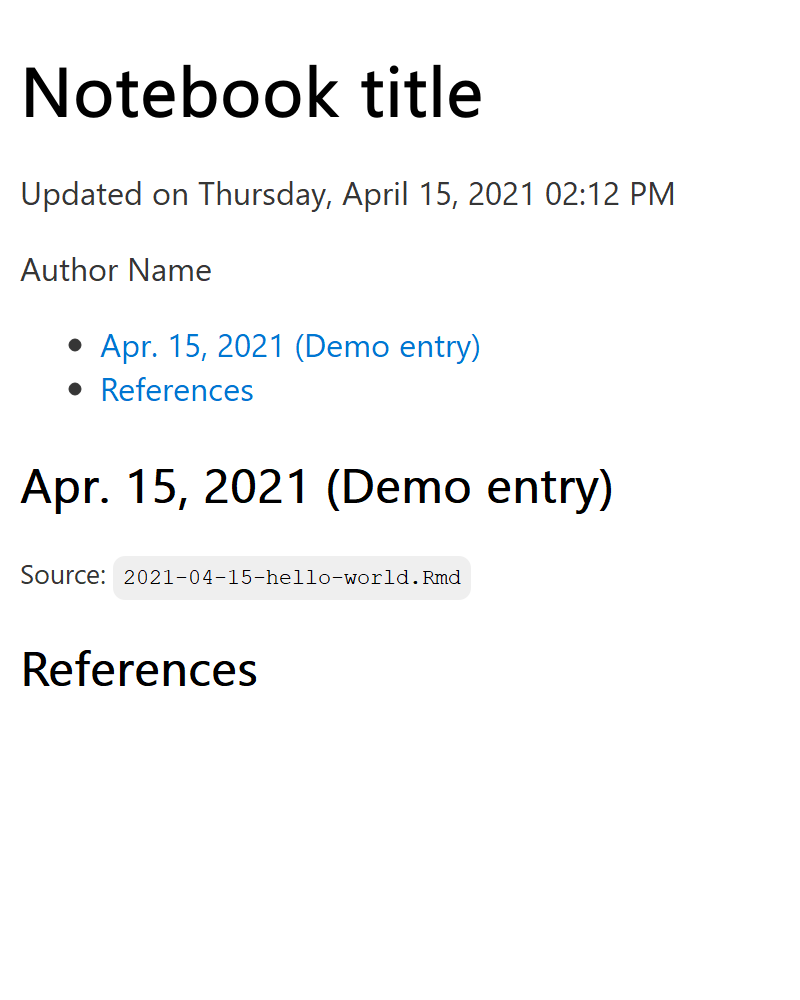 Notebook title
Updated on Thursday, April 15, 2021 02:12 PM
Author Name
Apr. 15, 2021 (Demo entry)
References
Apr. 15, 2021 (Demo entry)
Source: 2021-04-15-hello-world.Rmd
References